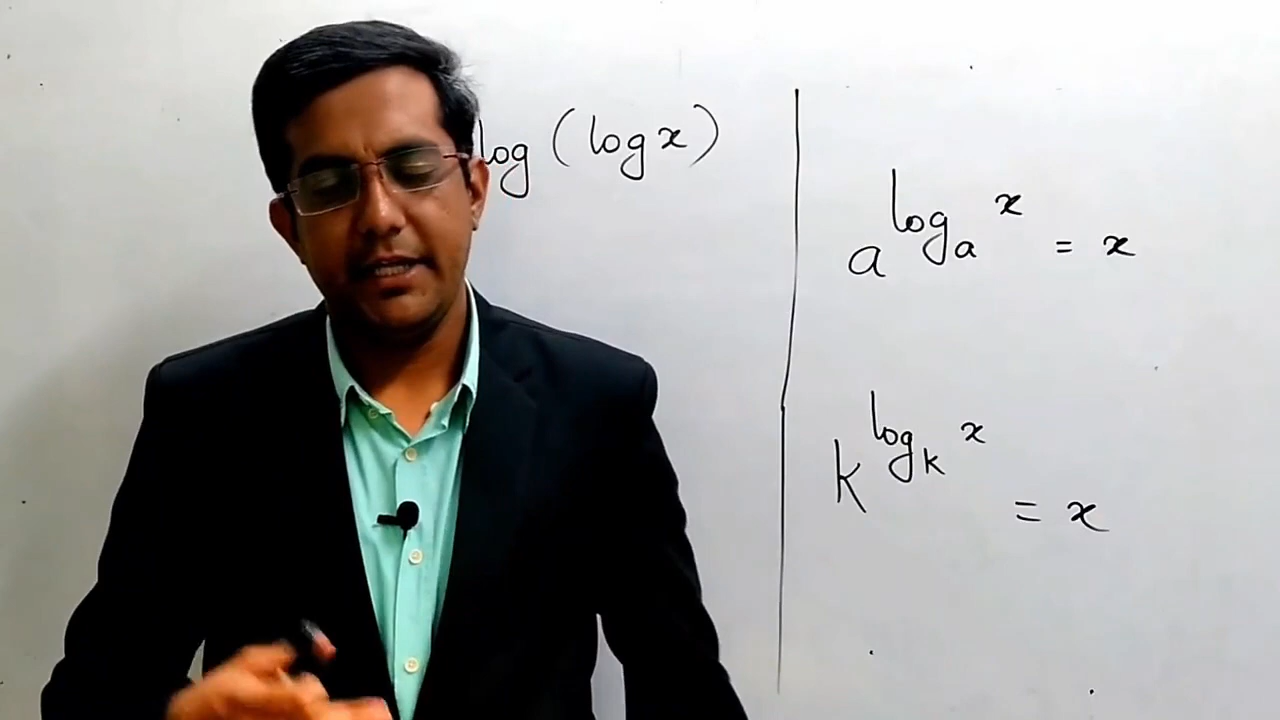 log (log x)
a^{log_a x} = x
k^{log_k x} = x